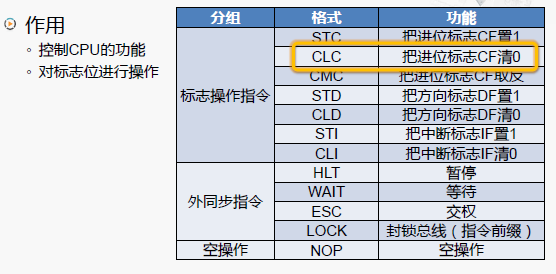 作用
控制CPU的功能
对标志位进行操作
分组 格式 功能
标志操作指令
STC 把进位标志CF置1
CLC 把进位标志CF清0
CMC 把进位标志CF取反
STD 把方向标志DF置1
CLD 把方向标志DF清0
STI 把中断标志IF置1
CLI 把中断标志IF清0
外同步指令
HLT 暂停
WAIT 等待
ESC 交权
LOCK 封锁总线（指令前缀）
空操作 NOP 空操作